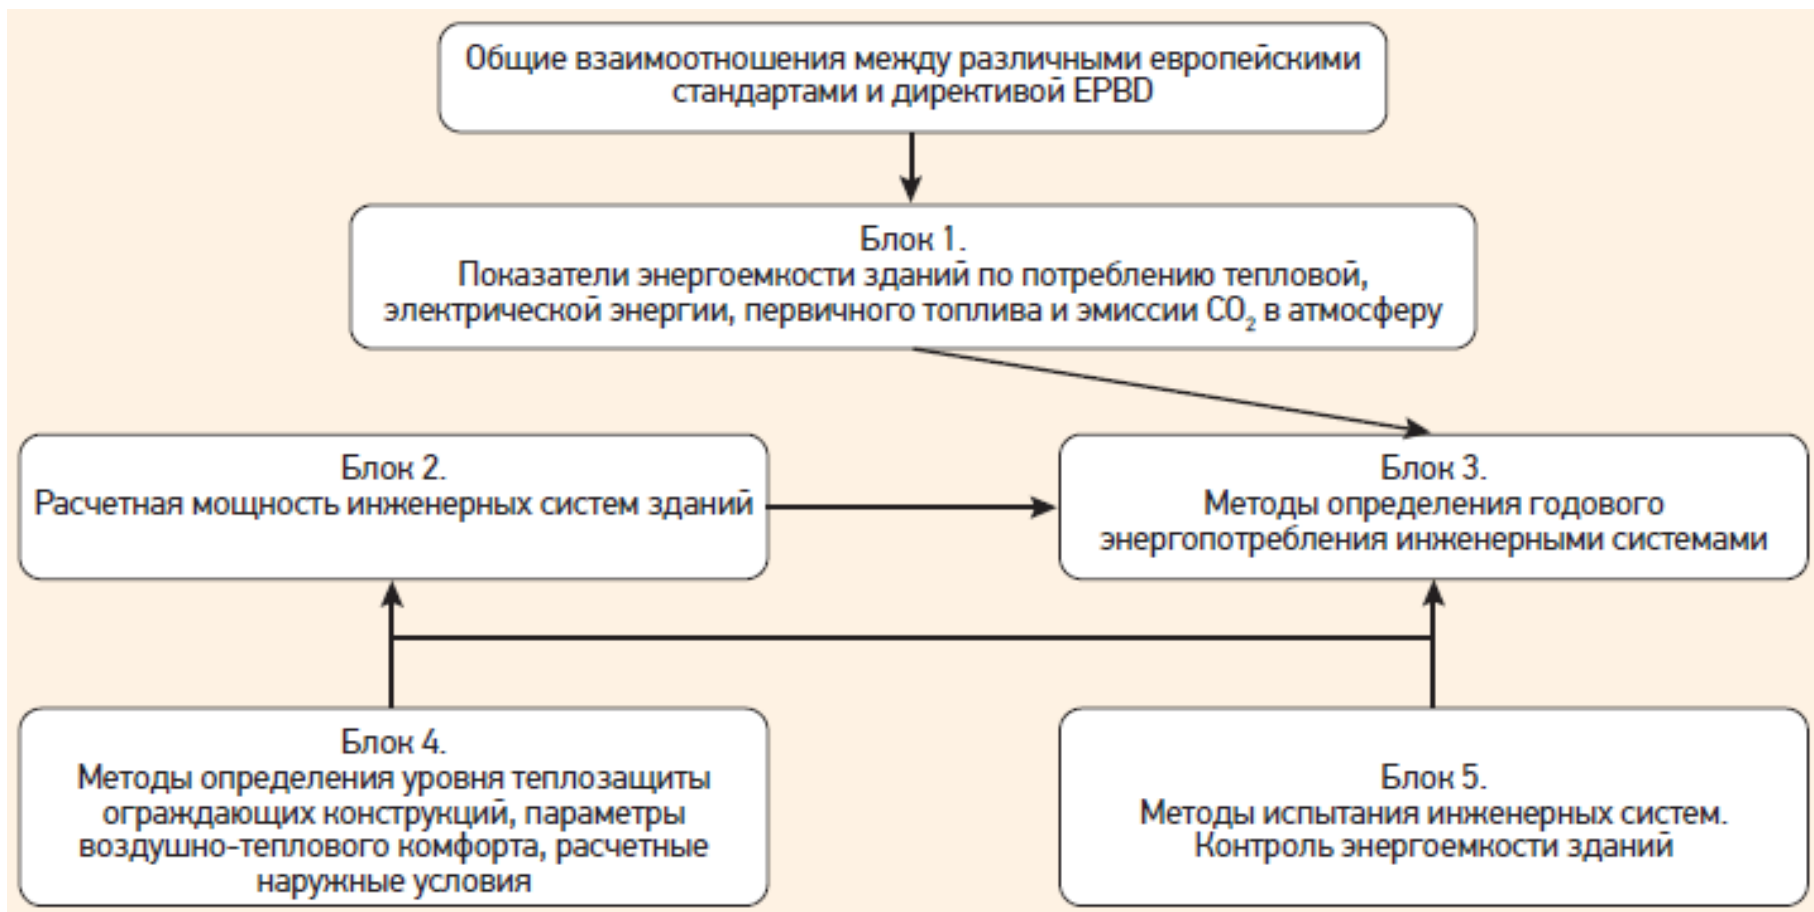 Общие взаимоотношения между различными европейскими
стандартами и директивой EPBD
Блок 1.
Показатели энергоемкости зданий по потреблению тепловой,
электрической энергии, первичного топлива и эмиссии CO₂ в атмосферу
Блок 2.
Расчетная мощность инженерных систем зданий
Блок 3.
Методы определения годового
энергопотребления инженерными системами
Блок 4.
Методы определения уровня теплозащиты
ограждающих конструкций, параметры
воздушно-теплового комфорта, расчетные
наружные условия
Блок 5.
Методы испытания инженерных систем.
Контроль энергоемкости зданий